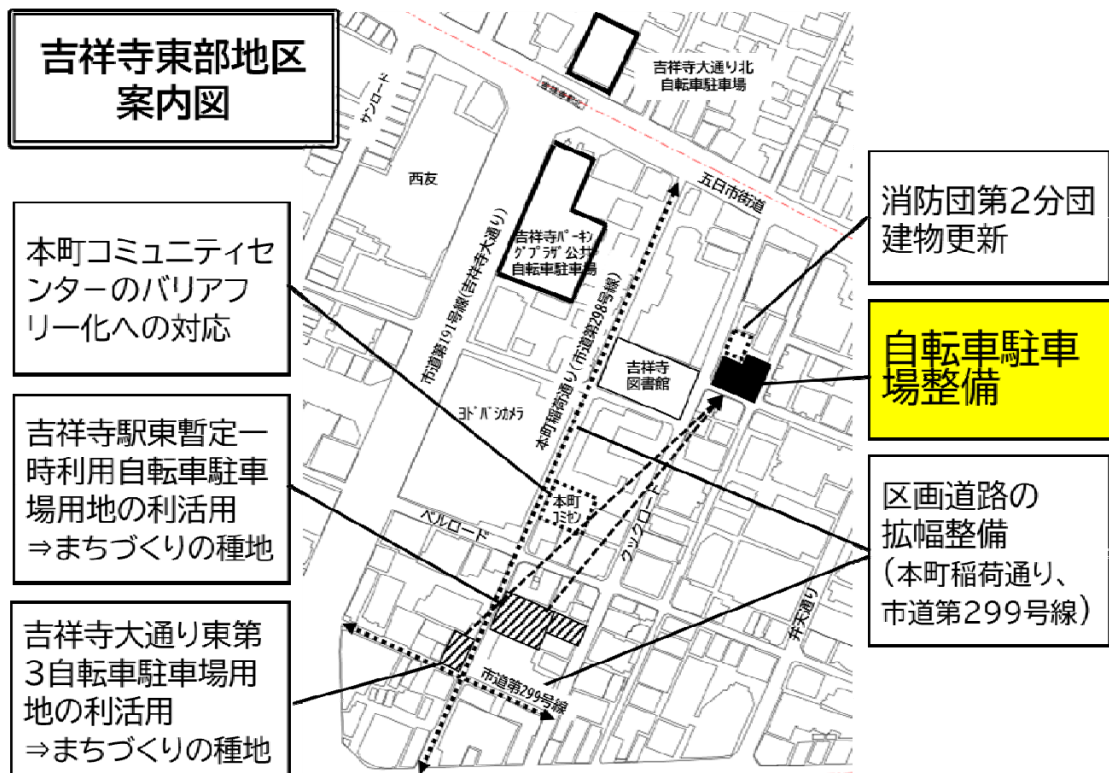 吉祥寺東部地区
案内図
本町コミュニティセ
ンターのバリアフ
リー化への対応
吉祥寺駅東暫定一
時利用自転車駐車
場用地の利活用
⇒まちづくりの種地
吉祥寺大通り東第
3自転車駐車場用
地の利活用
⇒まちづくりの種地
サンロード
西友
市道第191号線(吉祥寺大通り)
吉祥寺大通り北
自転車駐車場
五日市街道
吉祥寺パーキン
グプラザ公共
自転車駐車場
本町稲荷通り(市道第298号線)
吉祥寺
図書館
ヨドバシカメラ
本町
コミセン
ベルロード
クックロード
弁天通り
市道第299号線
消防団第2分団
建物更新
自転車駐車
場整備
区画道路の
拡幅整備
(本町稲荷通り、
市道第299号線)